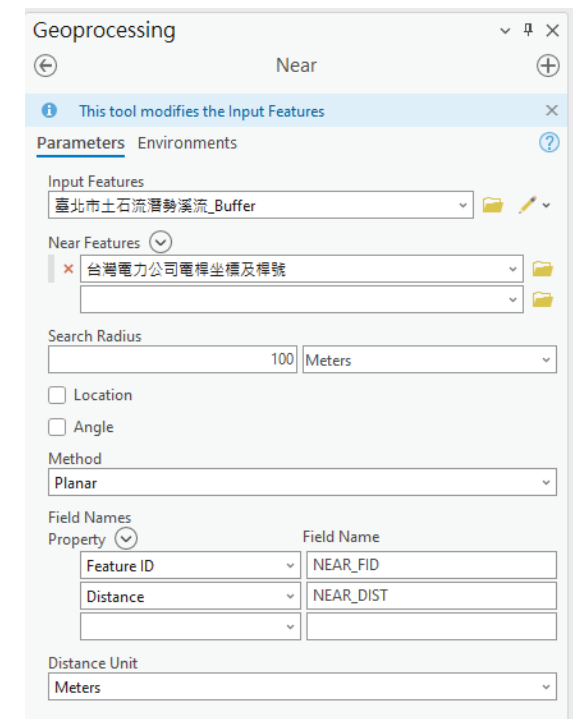 Geoprocessing
Near
This tool modifies the Input Features
Parameters Environments
Input Features
臺北市土石流潛勢溪流_Buffer
Near Features
台灣電力公司電桿坐標及桿號
Search Radius
100 Meters
Location
Angle
Method
Planar
Field Names
Property Field Name
Feature ID NEAR_FID
Distance NEAR_DIST
Distance Unit
Meters